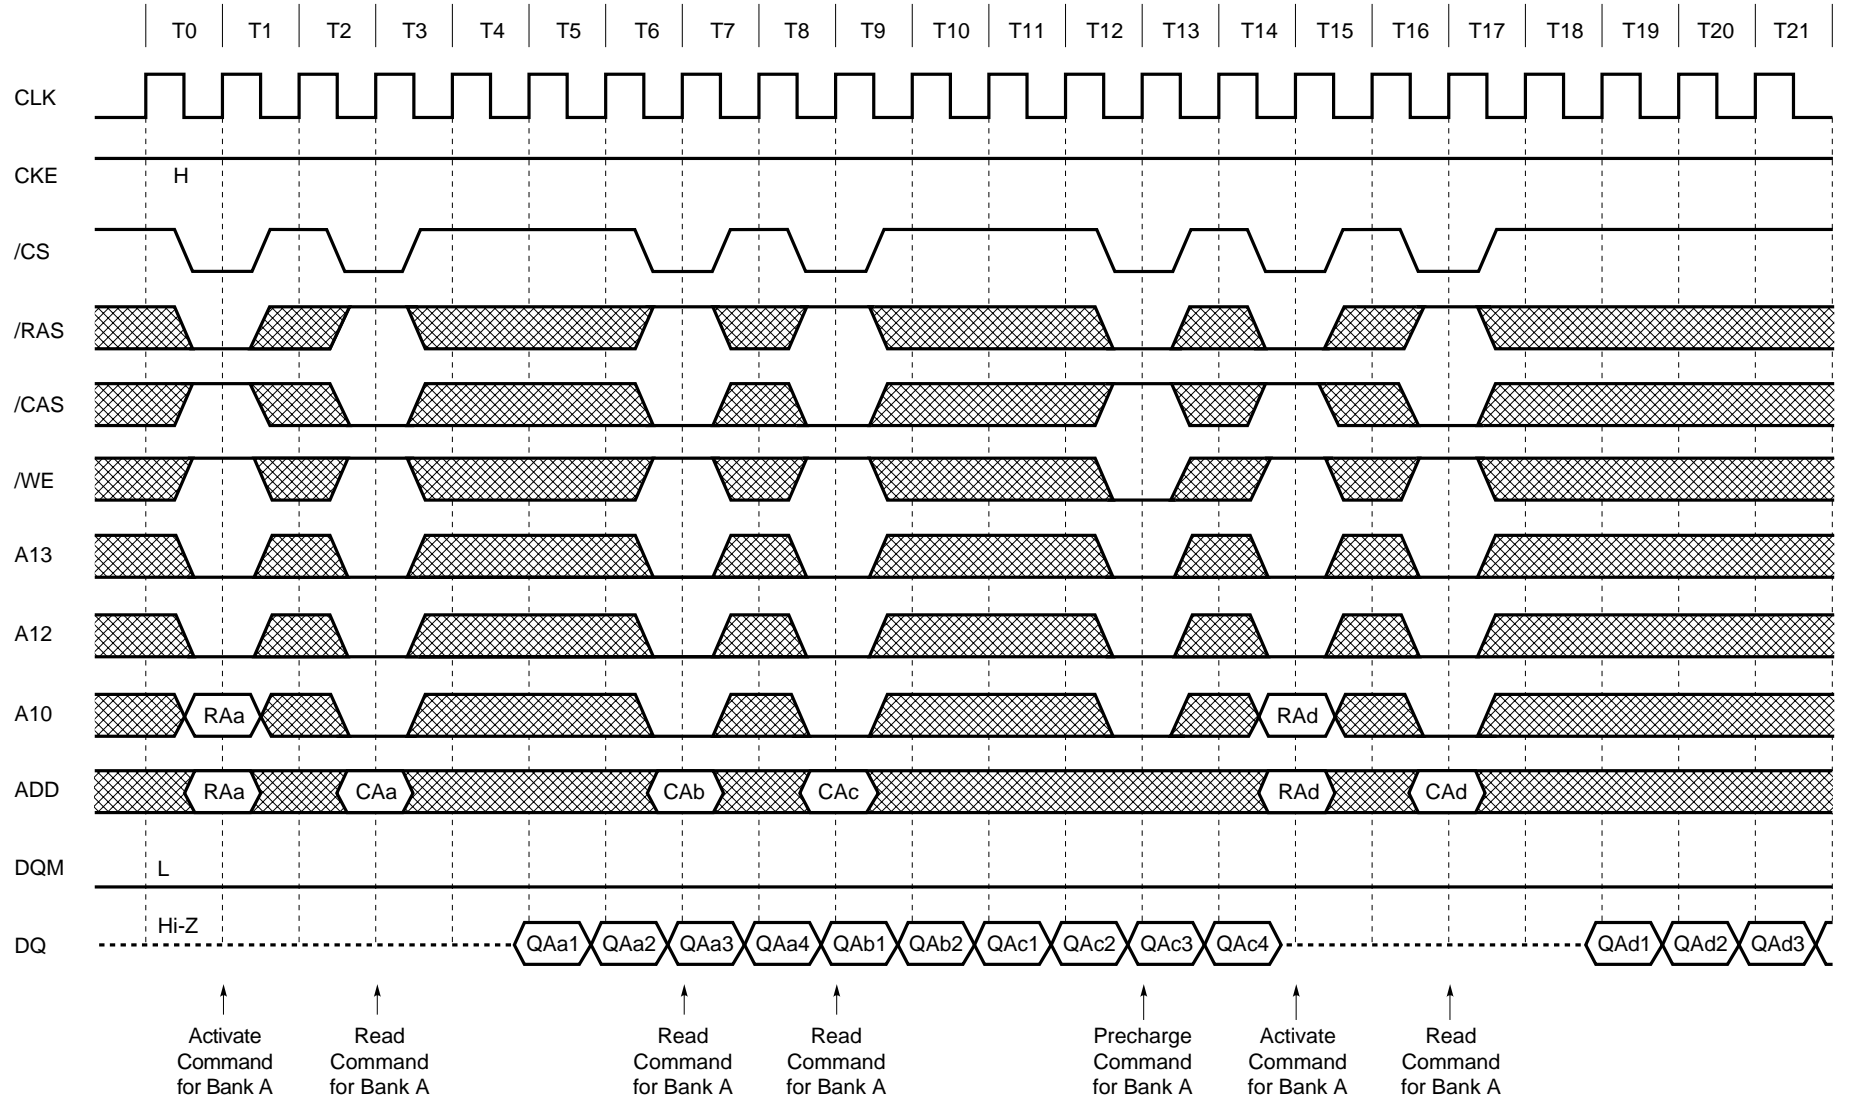 T0 T1 T2 T3 T4 T5 T6 T7 T8 T9 T10 T11 T12 T13 T14 T15 T16 T17 T18 T19 T20 T21
CLK
CKE H
/CS
/RAS
/CAS
/WE
A13
A12
A10 RAa RAd
ADD RAa CAa CAb CAc RAd CAd
DQM L
Hi-Z
DQ QAa1 QAa2 QAa3 QAa4 QAb1 QAb2 QAc1 QAc2 QAc3 QAc4 QAd1 QAd2 QAd3
Activate
Command
for Bank A
Read
Command
for Bank A
Read
Command
for Bank A
Read
Command
for Bank A
Precharge
Command
for Bank A
Activate
Command
for Bank A
Read
Command
for Bank A